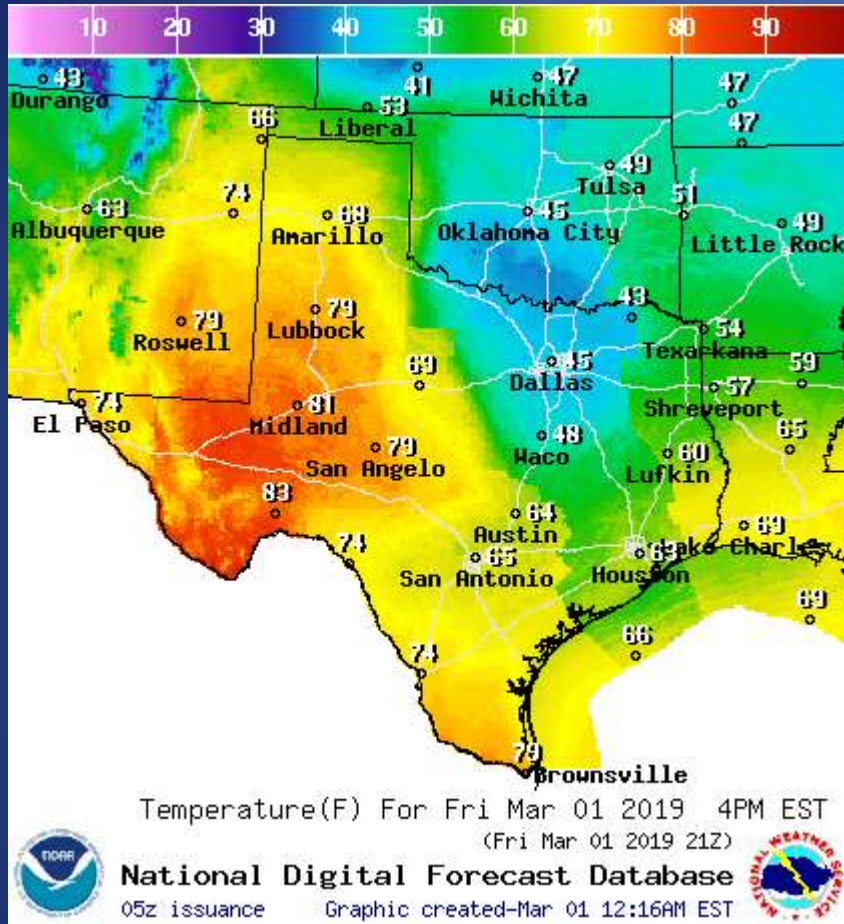 10 20 30 40 50 60 70 80 90
43
Durango
41
47
Wichita
47
53
Liberal
66
47
49
Tulsa
63
Albuquerque
74
68
Amarillo
45
Oklahoma City
51
49
Little Rock
79
Roswell
79
Lubbock
43
54
Texarkana
69
45
Dallas
57
Shreveport
59
74
El Paso
81
Midland
79
San Angelo
48
Waco
60
Lufkin
65
83
64
Austin
69
Lake Charles
74
65
San Antonio
63
Houston
69
66
74
79
Brownsville
Temperature(F) For Fri Mar 01 2019 4PM EST
(Fri Mar 01 2019 21Z)
NOAA
National Digital Forecast Database
05z issuance Graphic created-Mar 01 12:16AM EST
NATIONAL WEATHER SERVICE